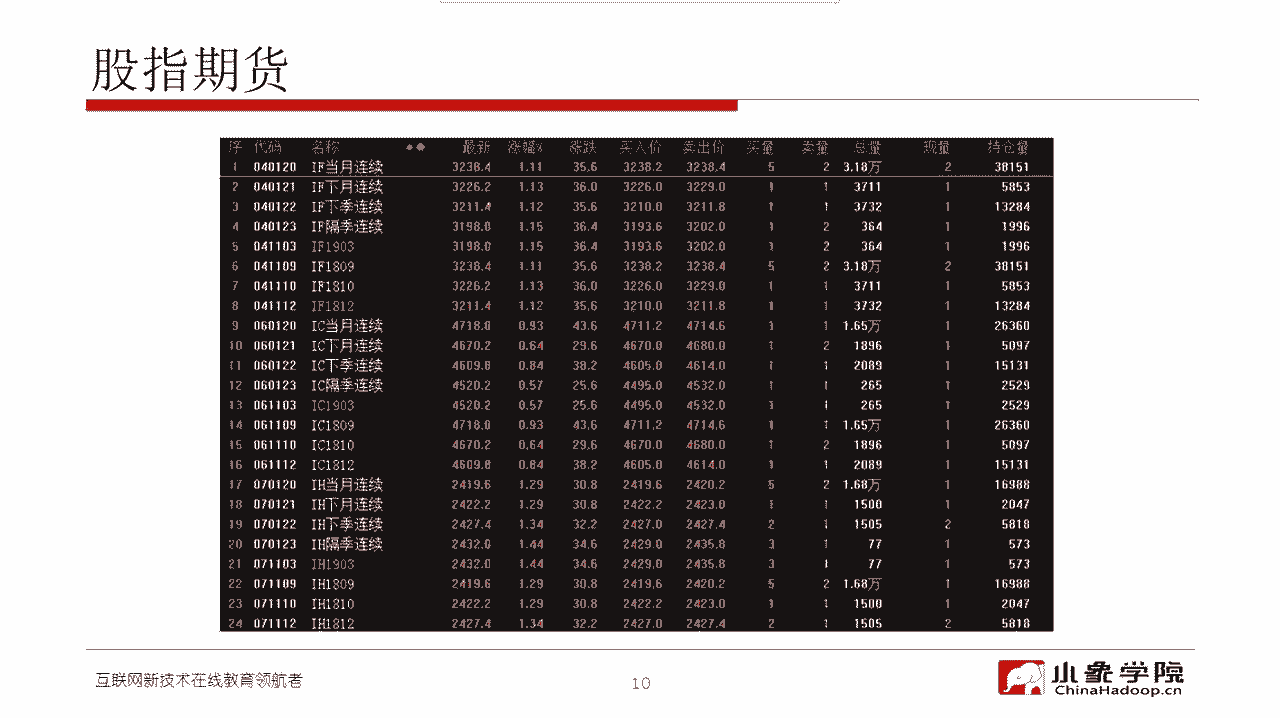 股指期货
序 代码 名称 最新 涨幅% 涨跌 买入价 卖出价 买量 卖量 总量 现量 持仓量
1 040120 IF当月连续 3238.4 1.11 35.6 3238.2 3238.4 5 2 3.18万 2 38151
2 040121 IF下月连续 3226.2 1.13 36.0 3226.0 3229.0 1 1 3711 1 5853
3 040122 IF下季连续 3211.4 1.12 35.6 3210.0 3211.8 1 1 3732 1 13284
4 040123 IF隔季连续 3198.0 1.15 36.4 3193.6 3202.0 1 2 364 1 1996
5 041103 IF1903 3198.0 1.15 36.4 3193.6 3202.0 1 2 364 1 1996
6 041109 IF1809 3238.4 1.11 35.6 3238.2 3238.4 5 2 3.18万 2 38151
7 041110 IF1810 3226.2 1.13 36.0 3226.0 3229.0 1 1 3711 1 5853
8 041112 IF1812 3211.4 1.12 35.6 3210.0 3211.8 1 1 3732 1 13284
9 060120 IC当月连续 4718.0 0.93 43.6 4711.2 4714.6 1 1 1.65万 1 26360
10 060121 IC下月连续 4670.2 0.64 29.6 4670.0 4680.0 1 2 1896 1 5097
11 060122 IC下季连续 4609.8 0.84 38.2 4605.0 4614.0 1 1 2089 1 15131
12 060123 IC隔季连续 4520.2 0.57 25.6 4495.0 4532.0 1 1 265 1 2529
13 061103 IC1903 4520.2 0.57 25.6 4495.0 4532.0 1 1 265 1 2529
14 061109 IC1809 4718.0 0.93 43.6 4711.2 4714.6 1 1 1.65万 1 26360
15 061110 IC1810 4670.2 0.64 29.6 4670.0 4680.0 1 2 1896 1 5097
16 061112 IC1812 4609.8 0.84 38.2 4605.0 4614.0 1 1 2089 1 15131
17 070120 IH当月连续 2419.6 1.29 30.8 2419.6 2420.2 5 2 1.68万 1 16988
18 070121 IH下月连续 2422.2 1.29 30.8 2422.2 2423.0 1 1 1500 1 2047
19 070122 IH下季连续 2427.4 1.34 32.2 2427.0 2427.4 2 1 1505 2 5818
20 070123 IH隔季连续 2432.0 1.44 34.6 2429.0 2435.8 3 1 77 1 573
21 071103 IH1903 2432.0 1.44 34.6 2429.0 2435.8 3 1 77 1 573
22 071109 IH1809 2419.6 1.29 30.8 2419.6 2420.2 5 2 1.68万 1 16988
23 071110 IH1810 2422.2 1.29 30.8 2422.2 2423.0 1 1 1500 1 2047
24 071112 IH1812 2427.4 1.34 32.2 2427.0 2427.4 2 1 1505 2 5818
互联网新技术在线教育领航者
10
小象学院
ChinaHadoop.cn